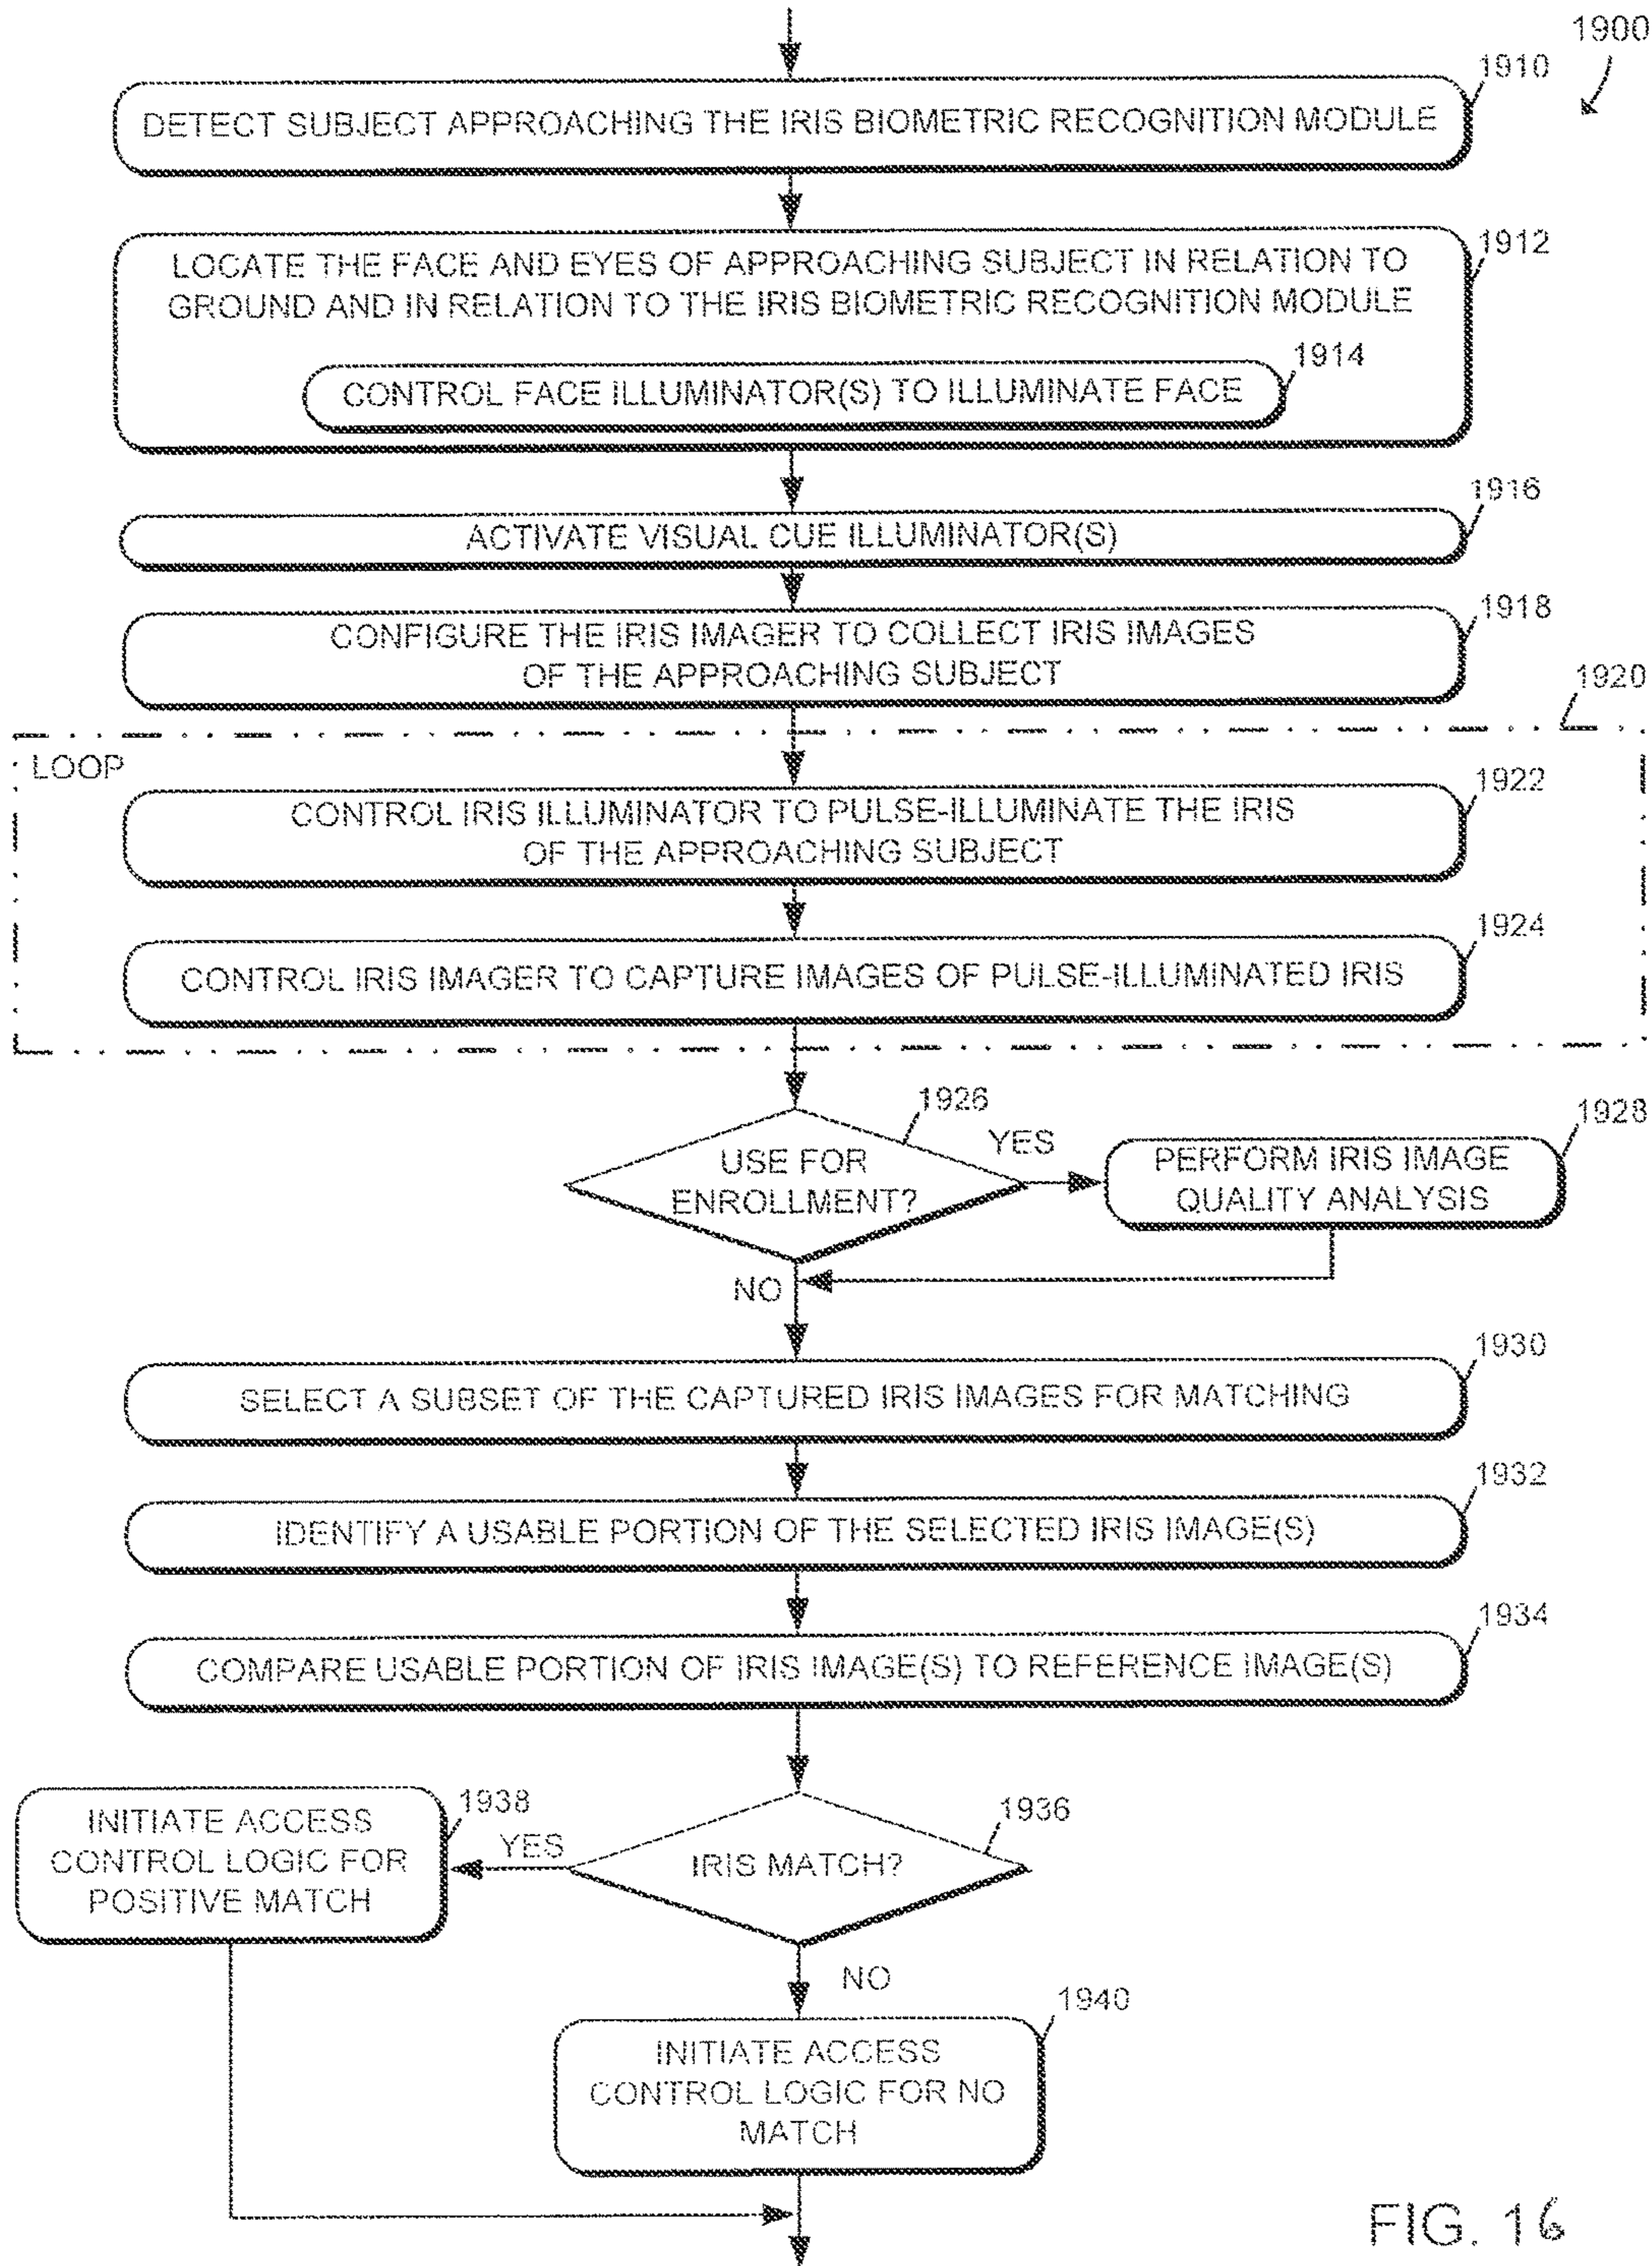 1900
1910
DETECT SUBJECT APPROACHING THE IRIS BIOMETRIC RECOGNITION MODULE
1912
LOCATE THE FACE AND EYES OF APPROACHING SUBJECT IN RELATION TO
GROUND AND IN RELATION TO THE IRIS BIOMETRIC RECOGNITION MODULE
1914
CONTROL FACE ILLUMINATOR(S) TO ILLUMINATE FACE
1916
ACTIVATE VISUAL CUE ILLUMINATOR(S)
1918
CONFIGURE THE IRIS IMAGER TO COLLECT IRIS IMAGES
OF THE APPROACHING SUBJECT
1920
LOOP
1922
CONTROL IRIS ILLUMINATOR TO PULSE-ILLUMINATE THE IRIS
OF THE APPROACHING SUBJECT
1924
CONTROL IRIS IMAGER TO CAPTURE IMAGES OF PULSE-ILLUMINATED IRIS
1926
USE FOR
ENROLLMENT?
YES
1928
PERFORM IRIS IMAGE
QUALITY ANALYSIS
NO
1930
SELECT A SUBSET OF THE CAPTURED IRIS IMAGES FOR MATCHING
1932
IDENTIFY A USABLE PORTION OF THE SELECTED IRIS IMAGE(S)
1934
COMPARE USABLE PORTION OF IRIS IMAGE(S) TO REFERENCE IMAGE(S)
1936
IRIS MATCH?
YES
1938
INITIATE ACCESS
CONTROL LOGIC FOR
POSITIVE MATCH
NO
1940
INITIATE ACCESS
CONTROL LOGIC FOR NO
MATCH
FIG. 16